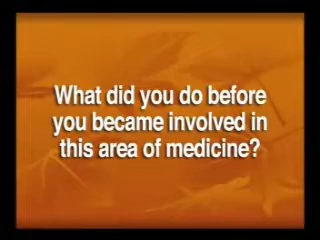 What did you do before
you became involved in
this area of medicine?